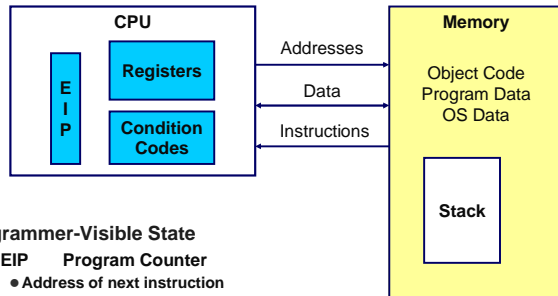 CPU
E
I
P
Registers
Condition
Codes
Addresses
Data
Instructions
Memory
Object Code
Program Data
OS Data
Stack
grammer-Visible State
EIP Program Counter
● Address of next instruction